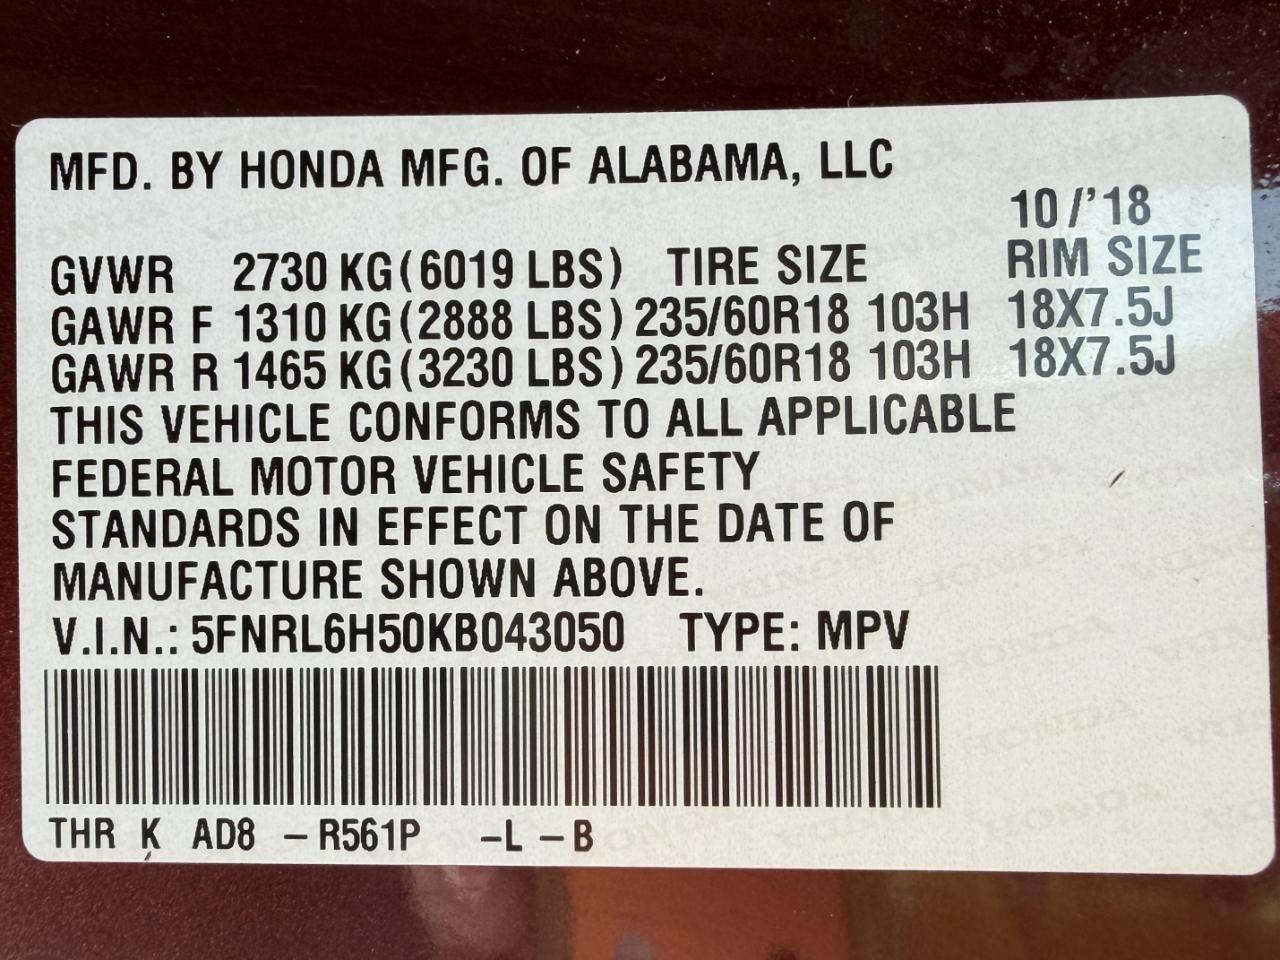 MFD. BY HONDA MFG. OF ALABAMA, LLC
10/'18
GVWR 2730 KG(6019 LBS) TIRE SIZE RIM SIZE
GAWR F 1310 KG(2888 LBS) 235/60R18 103H 18X7.5J
GAWR R 1465 KG(3230 LBS) 235/60R18 103H 18X7.5J
THIS VEHICLE CONFORMS TO ALL APPLICABLE
FEDERAL MOTOR VEHICLE SAFETY
STANDARDS IN EFFECT ON THE DATE OF
MANUFACTURE SHOWN ABOVE.
V.I.N.: 5FNRL6H50KB043050 TYPE: MPV
THR K AD8 -R561P -L -B